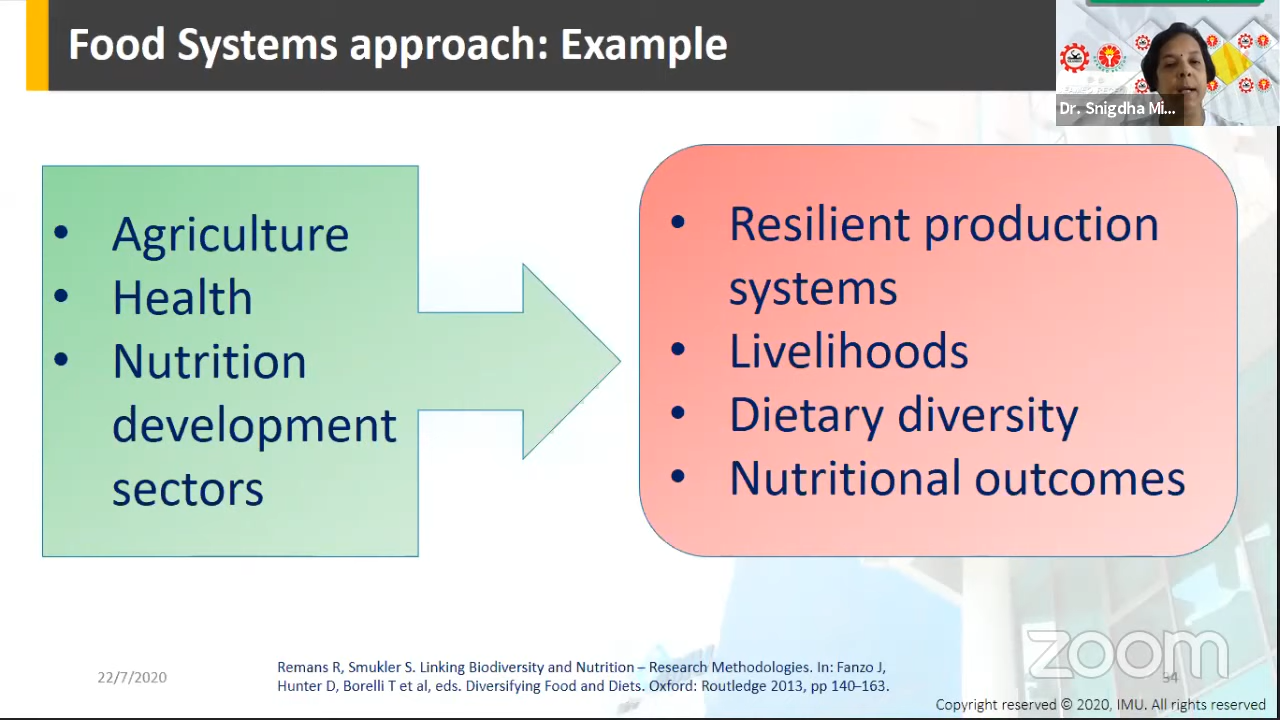 Food Systems approach: Example
Dr. Snigdha Mi...
• Agriculture
• Health
• Nutrition
development
sectors
• Resilient production
systems
• Livelihoods
• Dietary diversity
• Nutritional outcomes
22/7/2020
Remans R, Smukler S. Linking Biodiversity and Nutrition – Research Methodologies. In: Fanzo J,
Hunter D, Borelli T et al, eds. Diversifying Food and Diets. Oxford: Routledge 2013, pp 140–163.
zoom
54
Copyright reserved © 2020, IMU. All rights reserved